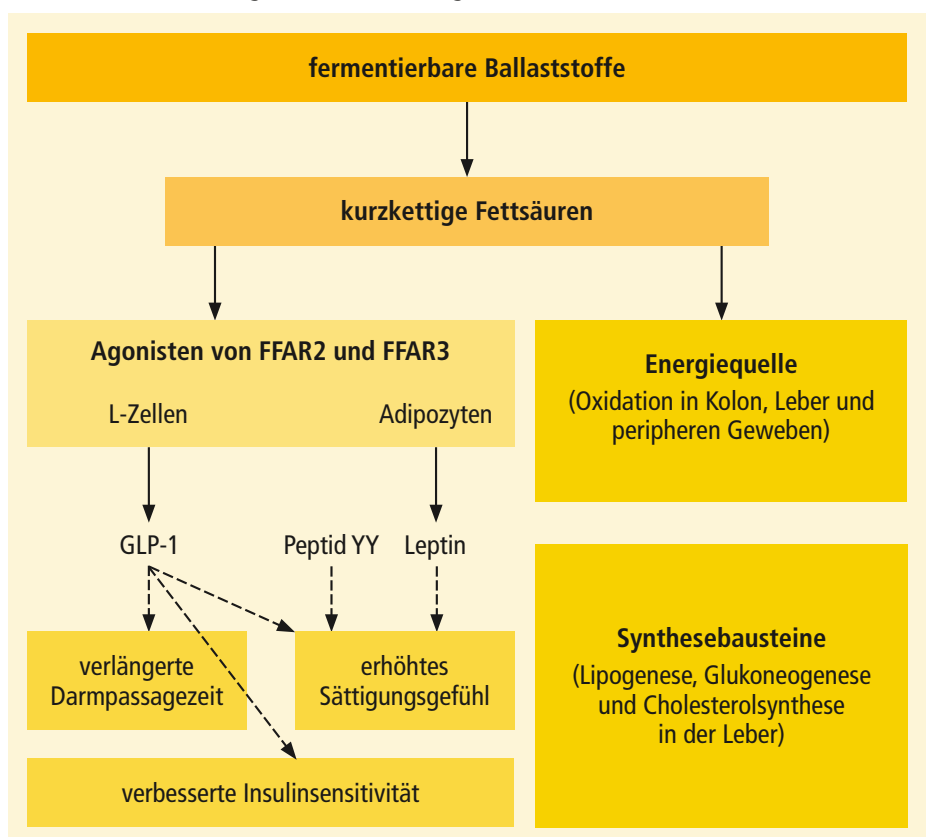 fermentierbare Ballaststoffe
kurzkettige Fettsäuren
Agonisten von FFAR2 und FFAR3
L-Zellen
Adipozyten
Energiequelle
(Oxidation in Kolon, Leber und
peripheren Geweben)
GLP-1
Peptid YY
Leptin
verlängerte
Darmpassagezeit
erhöhtes
Sättigungsgefühl
verbesserte Insulinsensitivität
Synthesebausteine
(Lipogenese, Glukoneogenese
und Cholesterolsynthese
in der Leber)